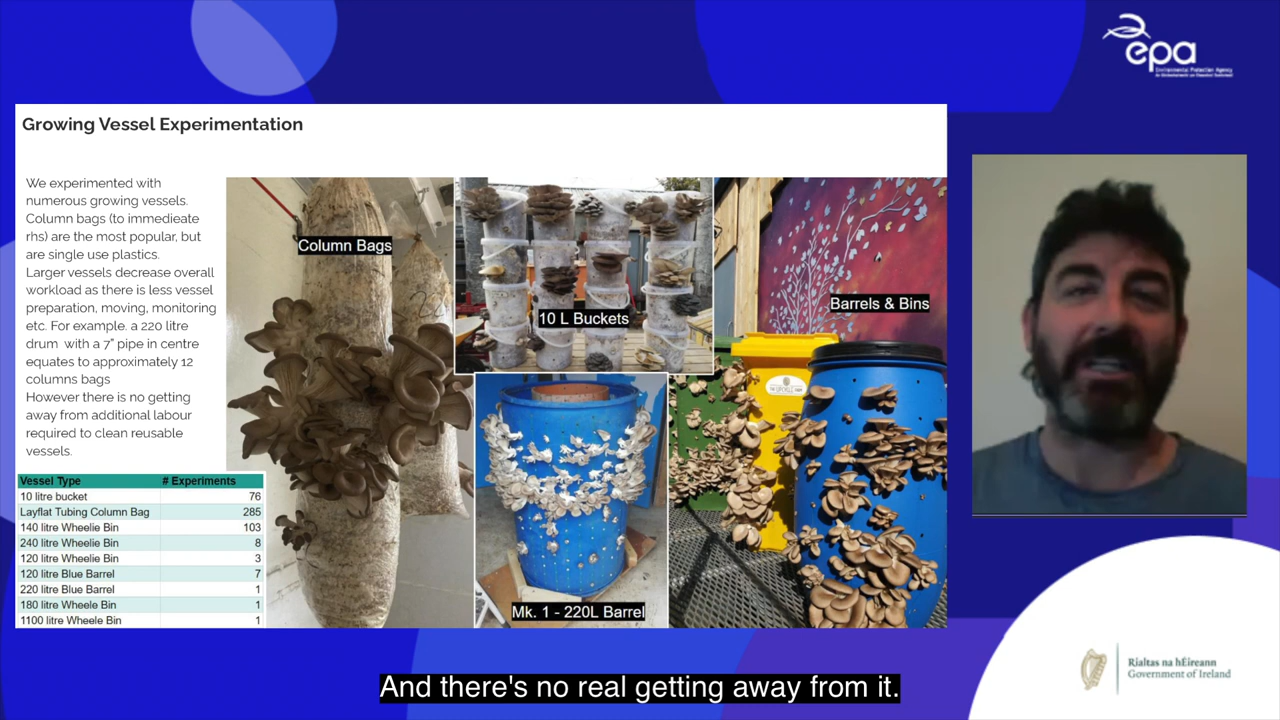 epa
Environmental Protection Agency
Growing Vessel Experimentation
We experimented with
numerous growing vessels.
Column bags (to immedieate
rhs) are the most popular, but
are single use plastics.
Larger vessels decrease overall
workload as there is less vessel
preparation, moving, monitoring
etc. For example. a 220 litre
drum with a 7" pipe in centre
equates to approximately 12
columns bags
However there is no getting
away from additional labour
required to clean reusable
vessels.
Column Bags
10 L Buckets
Barrels & Bins
Mk. 1 - 220L Barrel
Vessel Type # Experiments
10 litre bucket 76
Layflat Tubing Column Bag 285
140 litre Wheelie Bin 103
240 litre Wheelie Bin 8
120 litre Wheelie Bin 3
120 litre Blue Barrel 7
220 litre Blue Barrel 1
180 litre Wheele Bin 1
1100 litre Wheele Bin 1
Rialtas na hÉireann
Government of Ireland
And there's no real getting away from it.